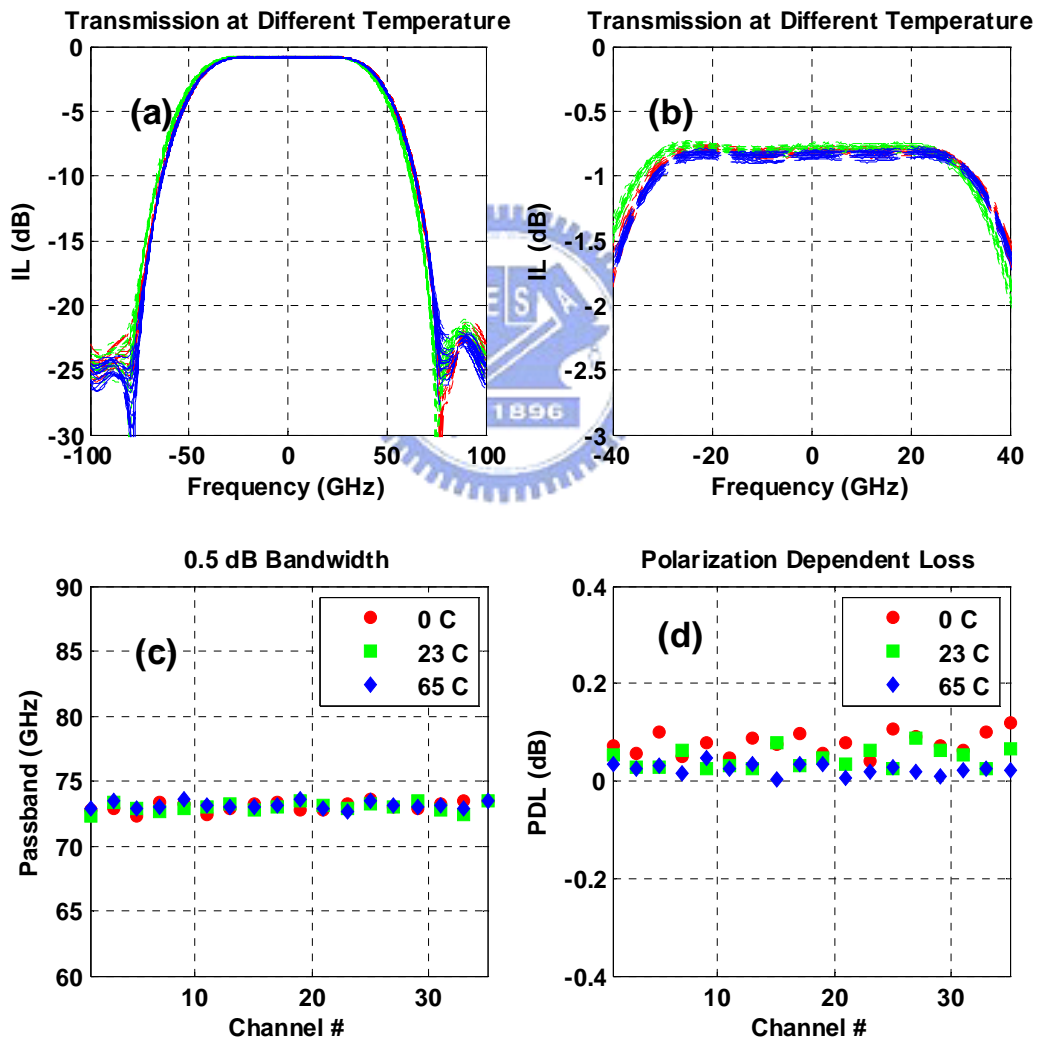 Transmission at Different Temperature
0
-5
-10
-15
-20
-25
-30
IL (dB)
(a)
-100
-50
0
50
100
Frequency (GHz)
Transmission at Different Temperature
0
-0.5
-1
-1.5
-2
-2.5
-3
IL (dB)
(b)
-40
-20
0
20
40
Frequency (GHz)
E S A
1896
0.5 dB Bandwidth
90
85
80
75
70
65
60
Passband (GHz)
(c)
0 C
23 C
65 C
10
20
30
Channel #
Polarization Dependent Loss
0.4
0.2
0
-0.2
-0.4
PDL (dB)
(d)
0 C
23 C
65 C
10
20
30
Channel #